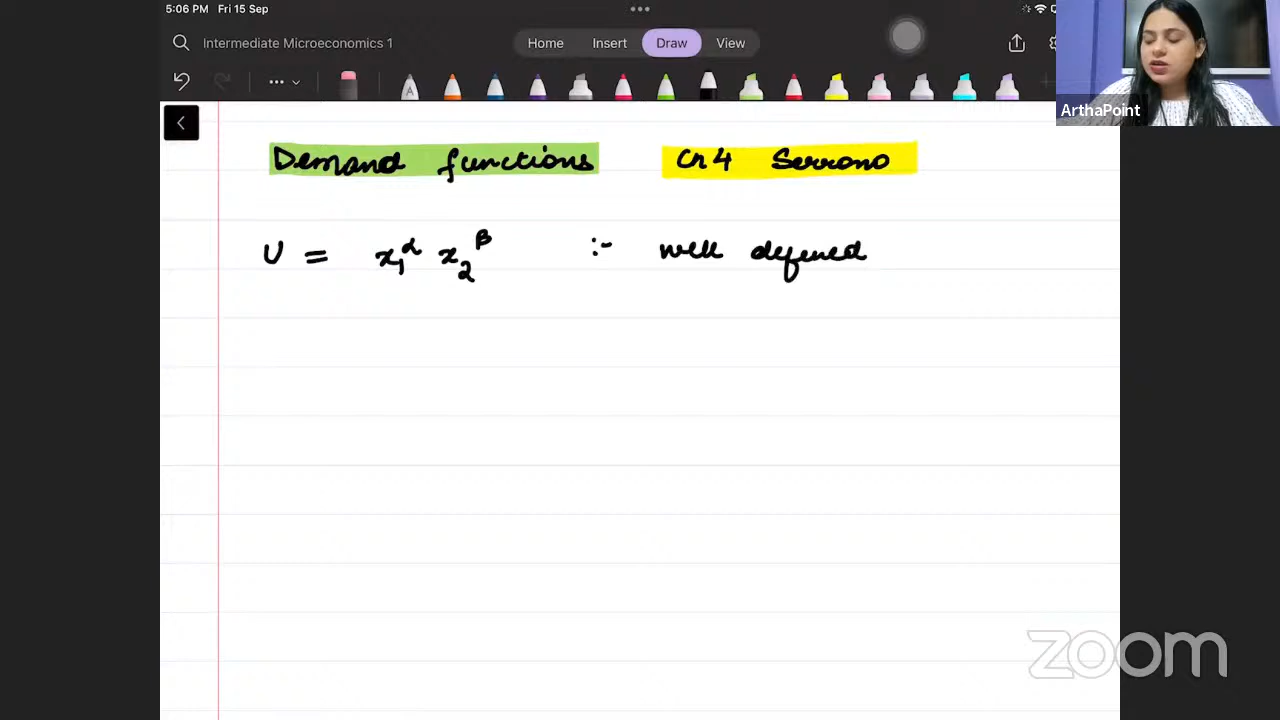 5:06 PM Fri 15 Sep
Intermediate Microeconomics 1 Home Insert Draw View
ArthaPoint
Demand functions Ch 4 Serrono
U = x₁^α x₂^β :- well defined
zoom